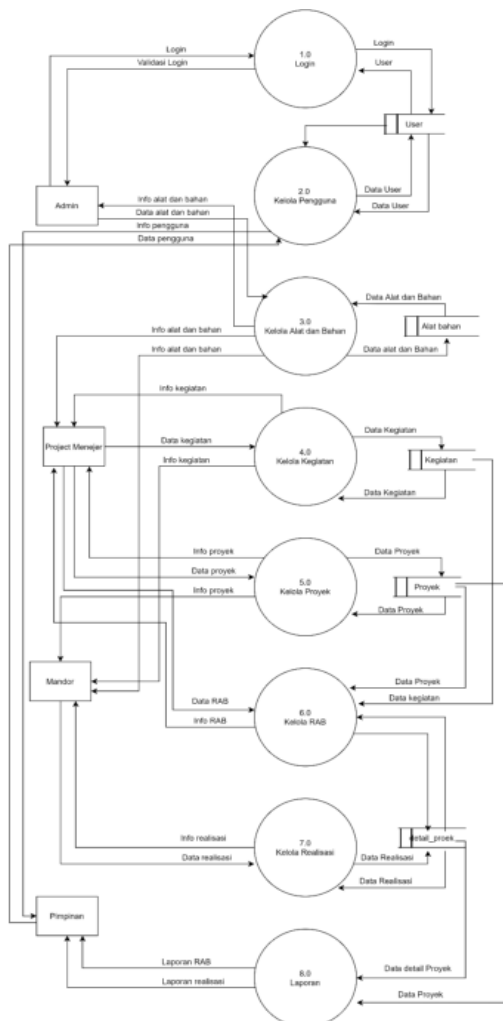 Login
1.0
Login
Login
Validasi Login
User
User
2.0
Kelola Pengguna
Data User
Data User
Admin
Info alat dan bahan
Data alat dan bahan
Info pengguna
Data pengguna
Data Alat dan Bahan
3.0
Kelola Alat dan Bahan
Alat bahan
Info alat dan bahan
Info alat dan bahan
Data alat dan Bahan
Info kegiatan
Data Kegiatan
Project Menejer
Data kegiatan
4.0
Kelola Kegiatan
Kegiatan
Info kegiatan
Data Kegiatan
Info proyek
Data Proyek
Data proyek
5.0
Kelola Proyek
Proyek
Info proyek
Data Proyek
Mandor
Data Proyek
Data kegiatan
Data RAB
6.0
Kelola RAB
Info RAB
Info realisasi
7.0
Kelola Realisasi
detail_proek
Data realisasi
Data Realisasi
Data Realisasi
Pimpinan
Laporan RAB
8.0
Laporan
Data detail Proyek
Laporan realisasi
Data Proyek